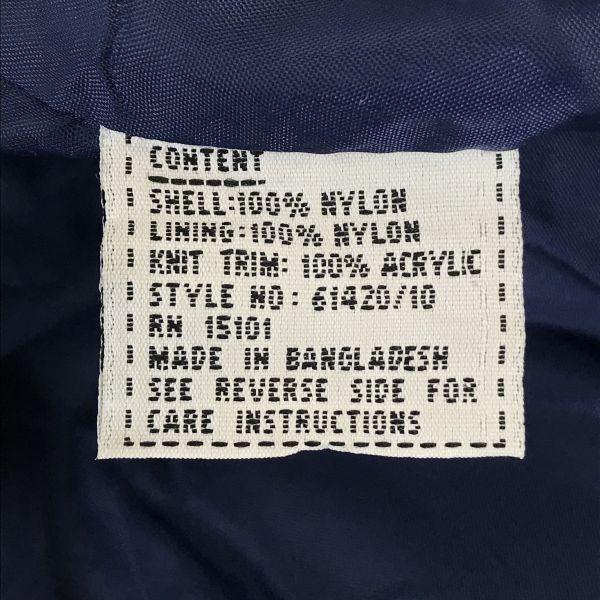 CONTENT
SHELL:100% NYLON
LINING:100% NYLON
KNIT TRIM: 100% ACRYLIC
STYLE NO: 61420/10
RN 15101
MADE IN BANGLADESH
SEE REVERSE SIDE FOR
CARE INSTRUCTIONS